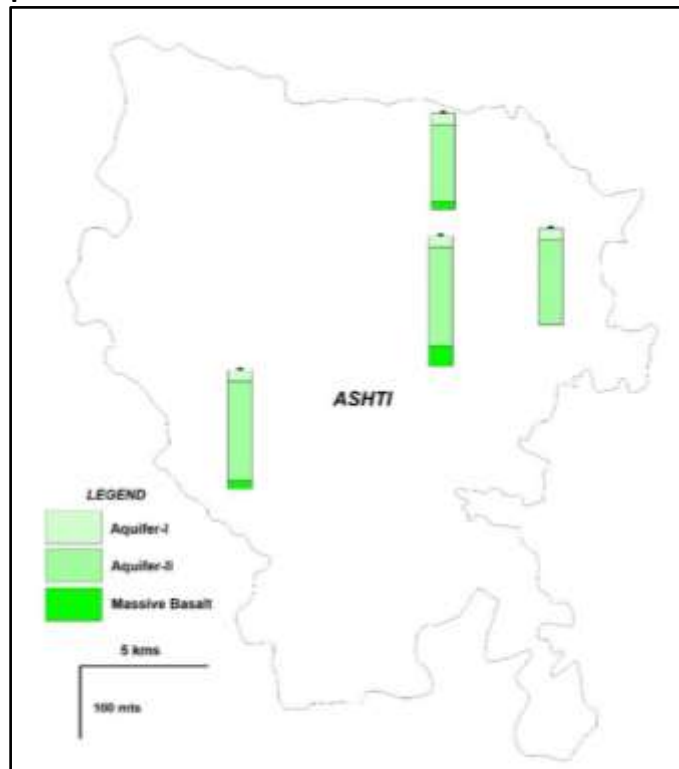 ASHTI
LEGEND
Aquifer-I
Aquifer-II
Massive Basalt
5 kms
100 mts